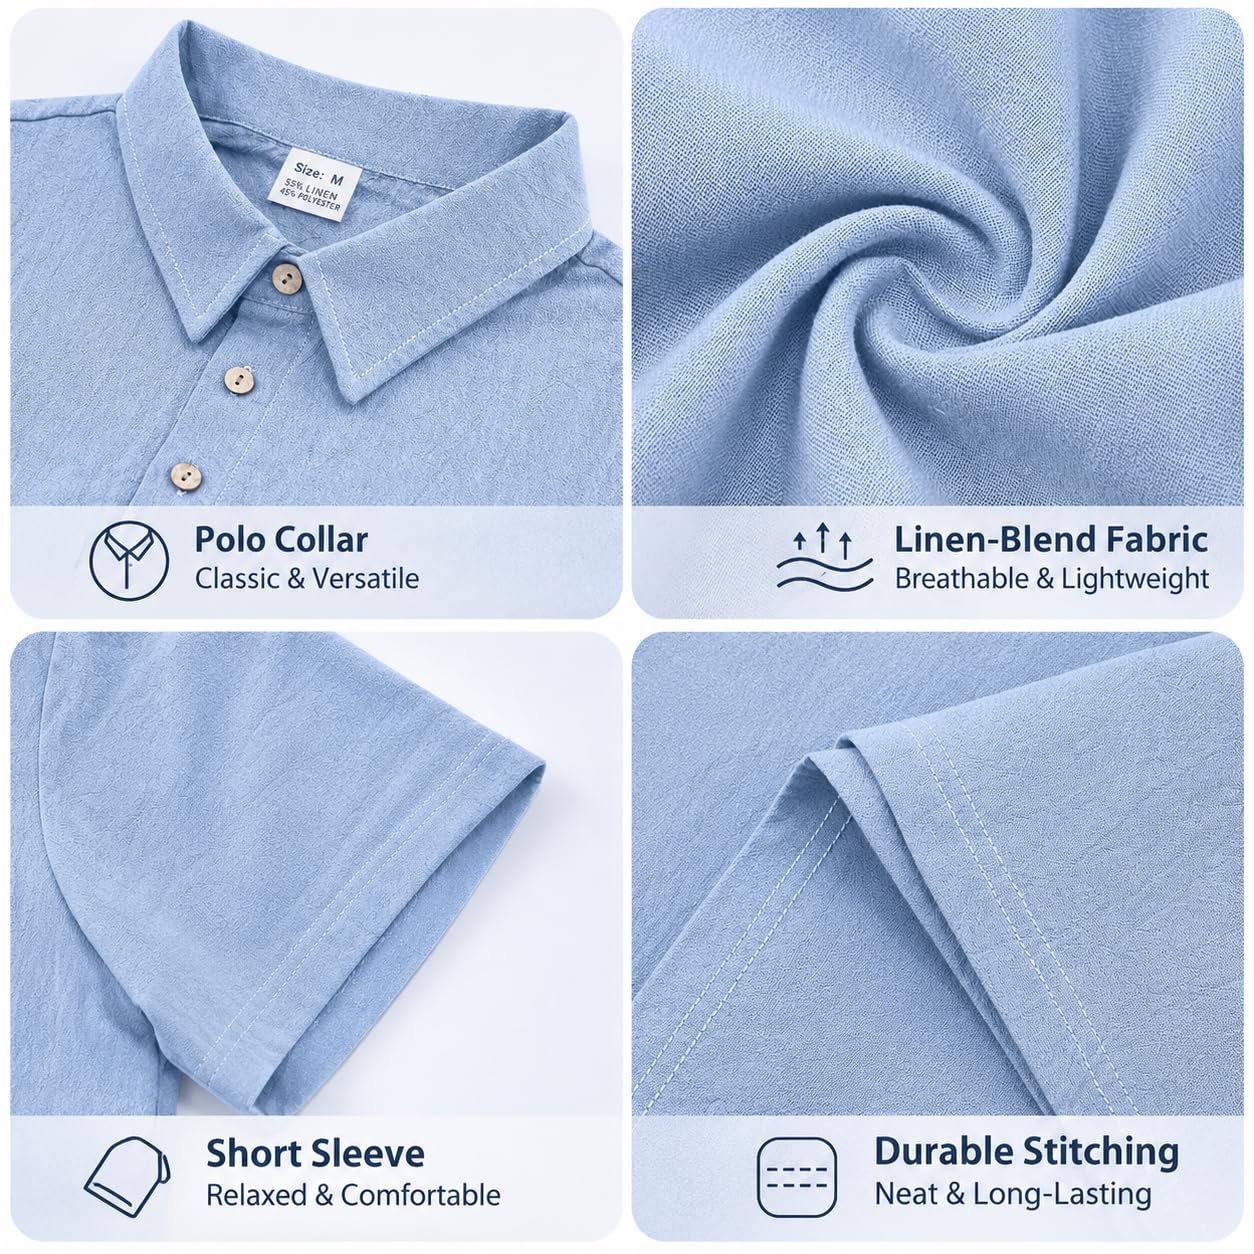 Size: M
55% LINEN
45% POLYESTER
Polo Collar
Classic & Versatile
Linen-Blend Fabric
Breathable & Lightweight
Short Sleeve
Relaxed & Comfortable
Durable Stitching
Neat & Long-Lasting